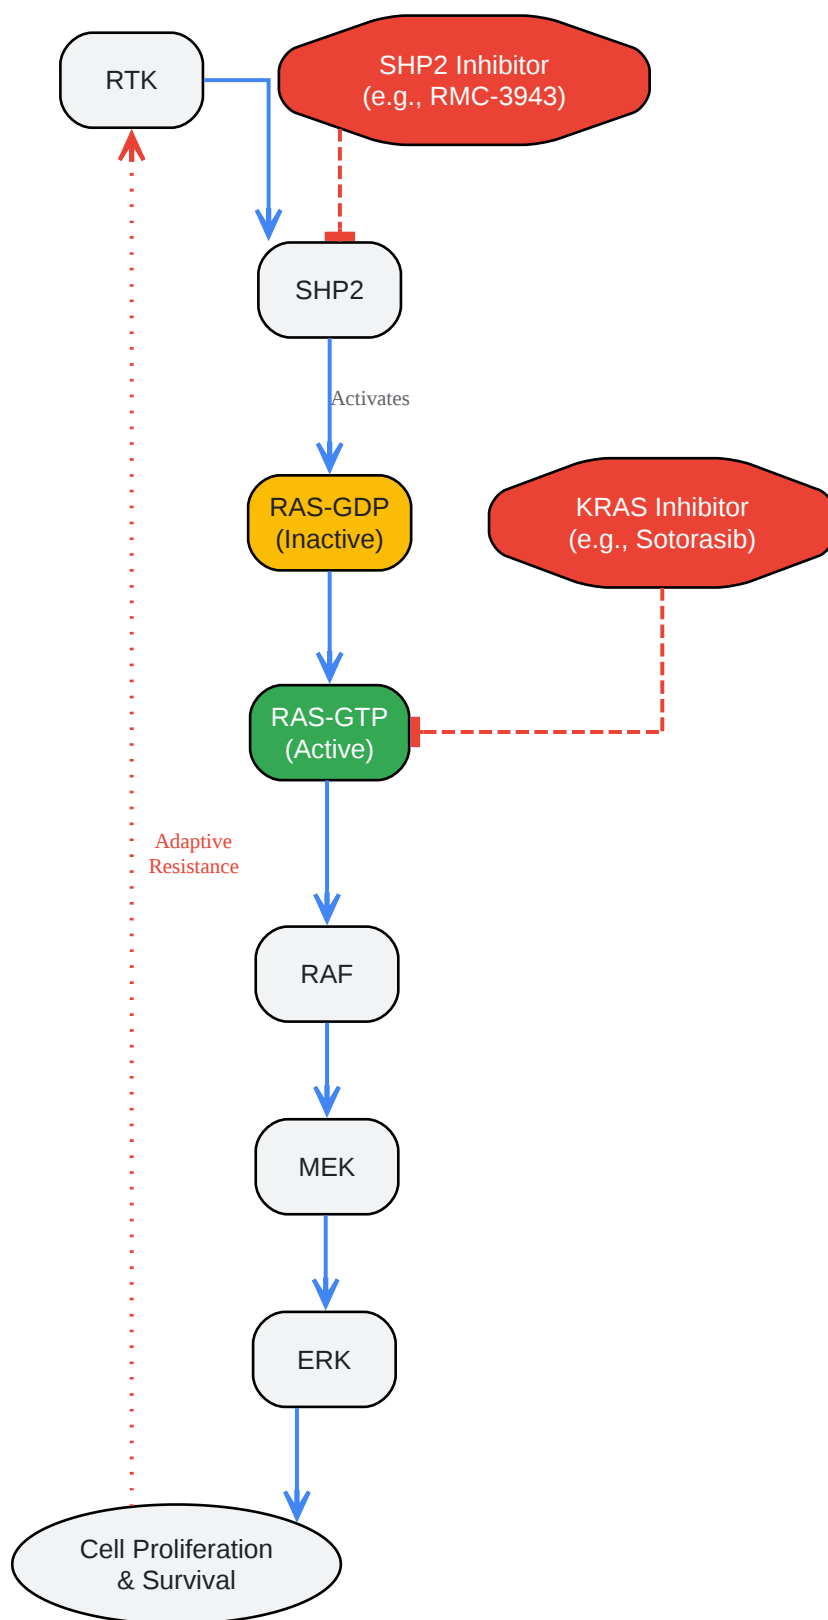 RTK
SHP2 Inhibitor
(e.g., RMC-3943)
SHP2
Activates
RAS-GDP
(Inactive)
KRAS Inhibitor
(e.g., Sotorasib)
RAS-GTP
(Active)
Adaptive
Resistance
RAF
MEK
ERK
Cell Proliferation
& Survival